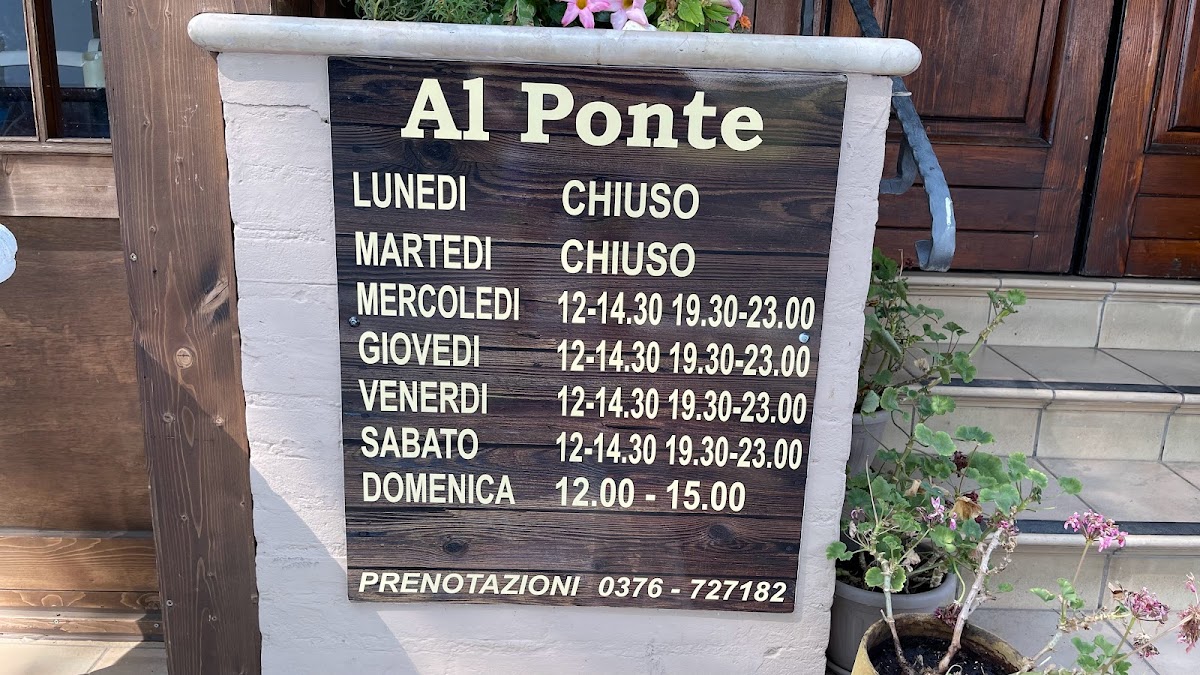 Al Ponte
LUNEDI CHIUSO
MARTEDI CHIUSO
MERCOLEDI 12-14.30 19.30-23.00
GIOVEDI 12-14.30 19.30-23.00
VENERDI 12-14.30 19.30-23.00
SABATO 12-14.30 19.30-23.00
DOMENICA 12.00 - 15.00
PRENOTAZIONI 0376 - 727182